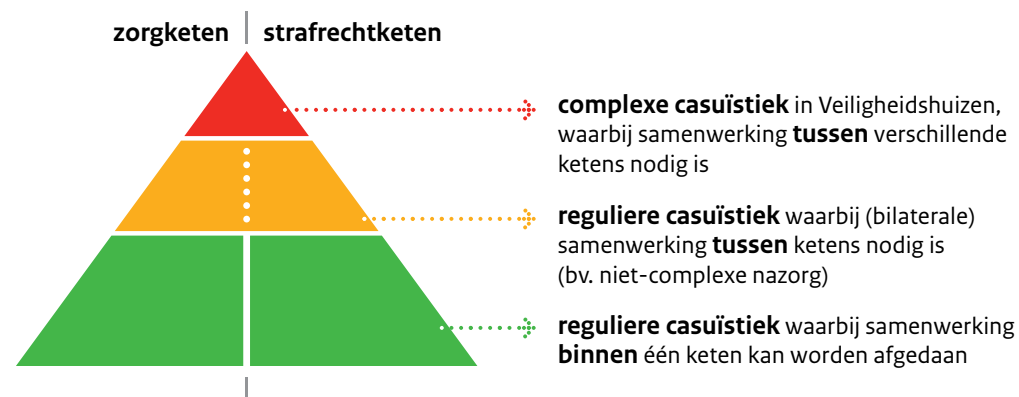 zorgketen strafrechtketen
complexe casuïstiek in Veiligheidshuizen,
waarbij samenwerking tussen verschillende
ketens nodig is
reguliere casuïstiek waarbij (bilaterale)
samenwerking tussen ketens nodig is
(bv. niet-complexe nazorg)
reguliere casuïstiek waarbij samenwerking
binnen één keten kan worden afgedaan